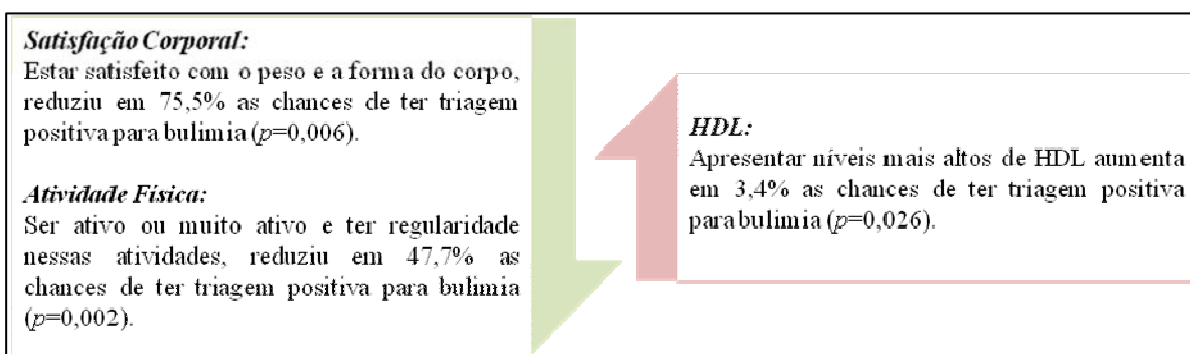 Satisfação Corporal:
Estar satisfeito com o peso e a forma do corpo,
reduziu em 75,5% as chances de ter triagem
positiva para bulimia (p=0,006).
Atividade Física:
Ser ativo ou muito ativo e ter regularidade
nessas atividades, reduziu em 47,7% as
chances de ter triagem positiva para bulimia
(p=0,002).
HDL:
Apresentar níveis mais altos de HDL aumenta
em 3,4% as chances de ter triagem positiva
para bulimia (p=0,026).